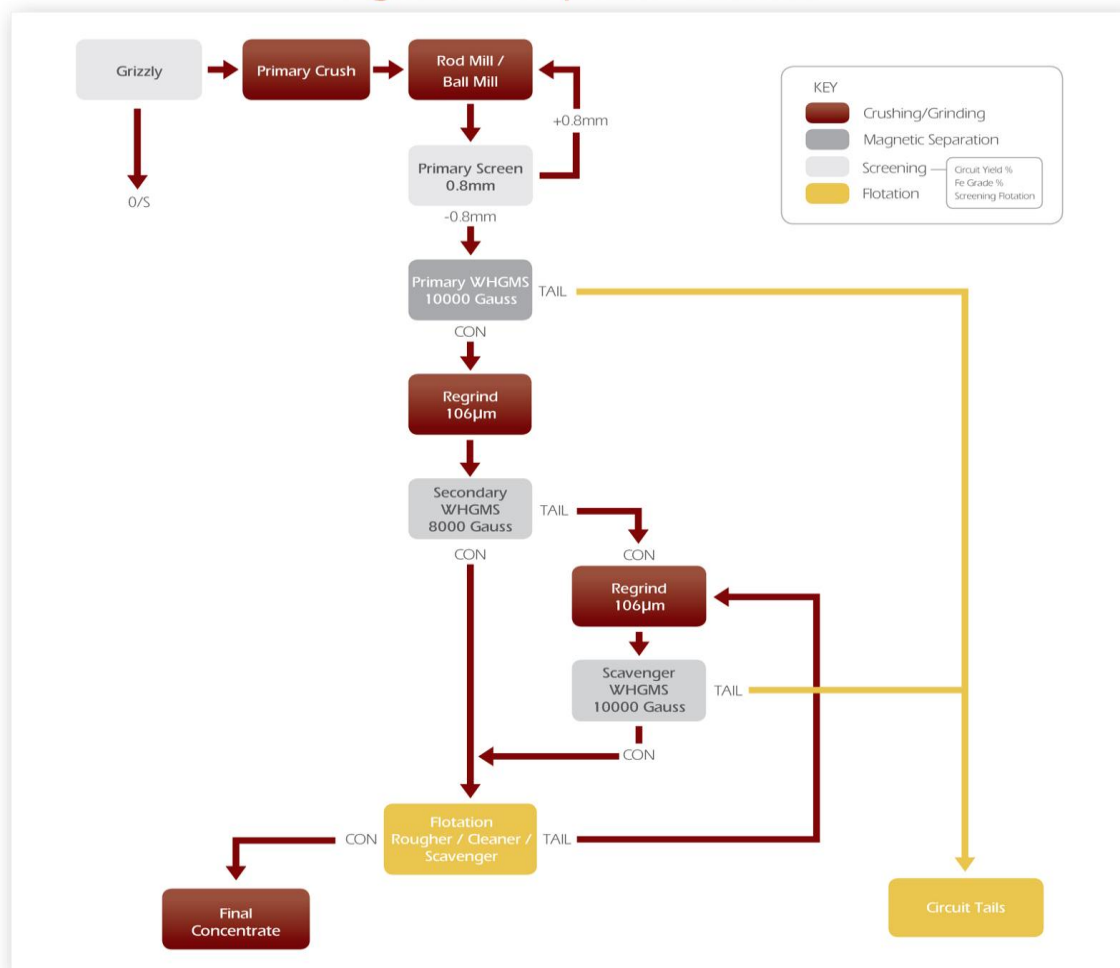 Grizzly
Primary Crush
Rod Mill /
Ball Mill
+0.8mm
O/S
Primary Screen
0.8mm
-0.8mm
KEY
Crushing/Grinding
Magnetic Separation
Screening
Flotation
Circuit Yield %
Fe Grade %
Screening Flotation
Primary WHGMS
10000 Gauss
TAIL
CON
Regrind
106µm
Secondary
WHGMS
8000 Gauss
TAIL
CON
CON
Regrind
106µm
Scavenger
WHGMS
10000 Gauss
TAIL
CON
Flotation
Rougher / Cleaner /
Scavenger
CON
TAIL
Final
Concentrate
Circuit Tails